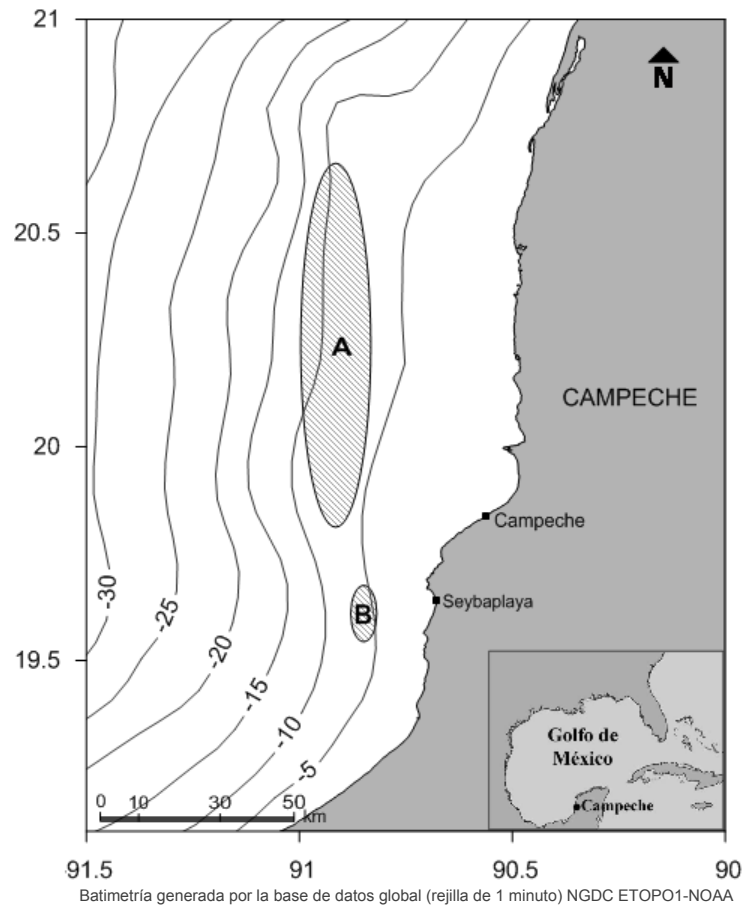 21
N
20.5
A
CAMPECHE
20
Campeche
Seybaplaya
B
-30
-25
-20
19.5
-15
-10
-5
Golfo de
México
Campeche
0 10 30 50
km
91.5 91 90.5 90
Batimetría generada por la base de datos global (rejilla de 1 minuto) NGDC ETOPO1-NOAA